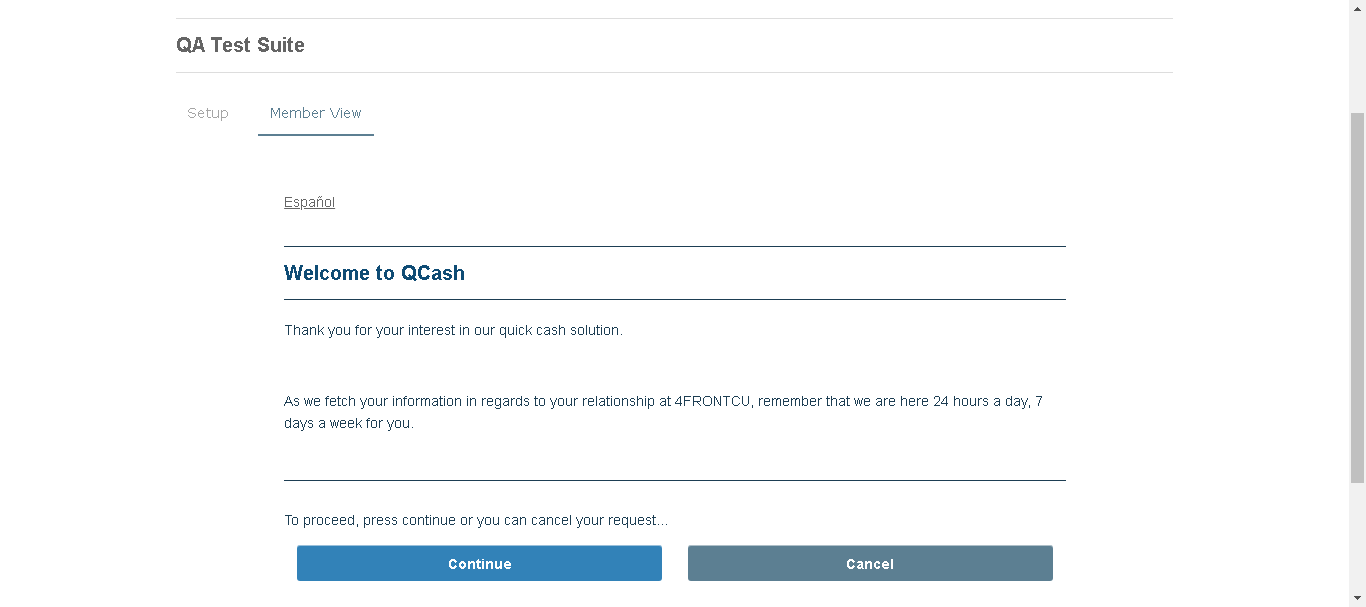 QA Test Suite
Setup
Member View
Español
Welcome to QCash
Thank you for your interest in our quick cash solution.
As we fetch your information in regards to your relationship at 4FRONTCU, remember that we are here 24 hours a day, 7
days a week for you.
To proceed, press continue or you can cancel your request...
Continue
Cancel